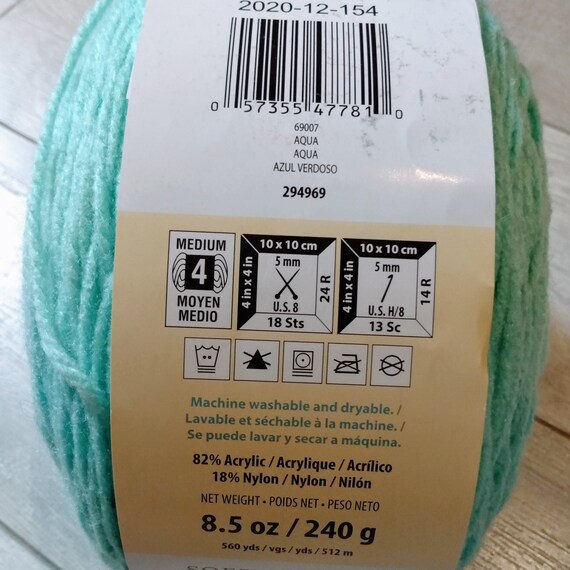 2020-12-154
0 57355 47781 0
69007
AQUA
AQUA
AZUL VERDOSO
294969
MEDIUM
4
MOYEN
MEDIO
10 x 10 cm
4 in x 4 in
5 mm
24 R
U.S. 8
18 Sts
10 x 10 cm
4 in x 4 in
5 mm
14 R
U.S. H/8
13 Sc
Machine washable and dryable. /
Lavable et séchable à la machine. /
Se puede lavar y secar a máquina.
82% Acrylic / Acrylique / Acrílico
18% Nylon / Nylon / Nilón
NET WEIGHT • POIDS NET • PESO NETO
8.5 oz / 240 g
560 yds / vgs / yds / 512 m